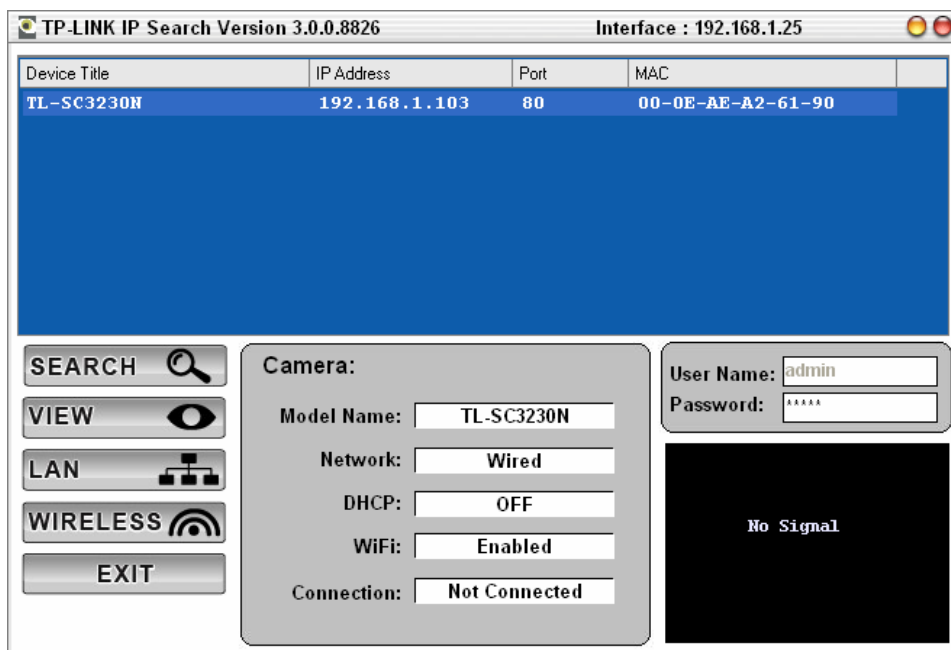 TP-LINK IP Search Version 3.0.0.8826 Interface : 192.168.1.25
Device Title IP Address Port MAC
TL-SC3230N 192.168.1.103 80 00-0E-AE-A2-61-90
SEARCH
VIEW
LAN
WIRELESS
EXIT
Camera:
Model Name: TL-SC3230N
Network: Wired
DHCP: OFF
WiFi: Enabled
Connection: Not Connected
User Name: admin
Password: *****
No Signal